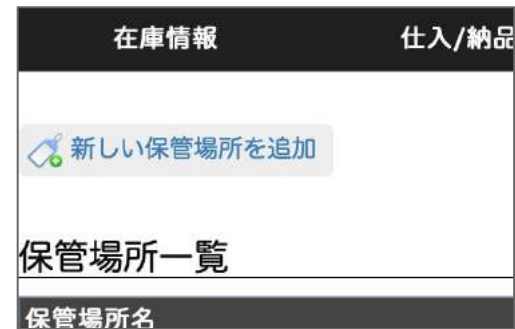 在庫情報 仕入/納品
新しい保管場所を追加
保管場所一覧
保管場所名